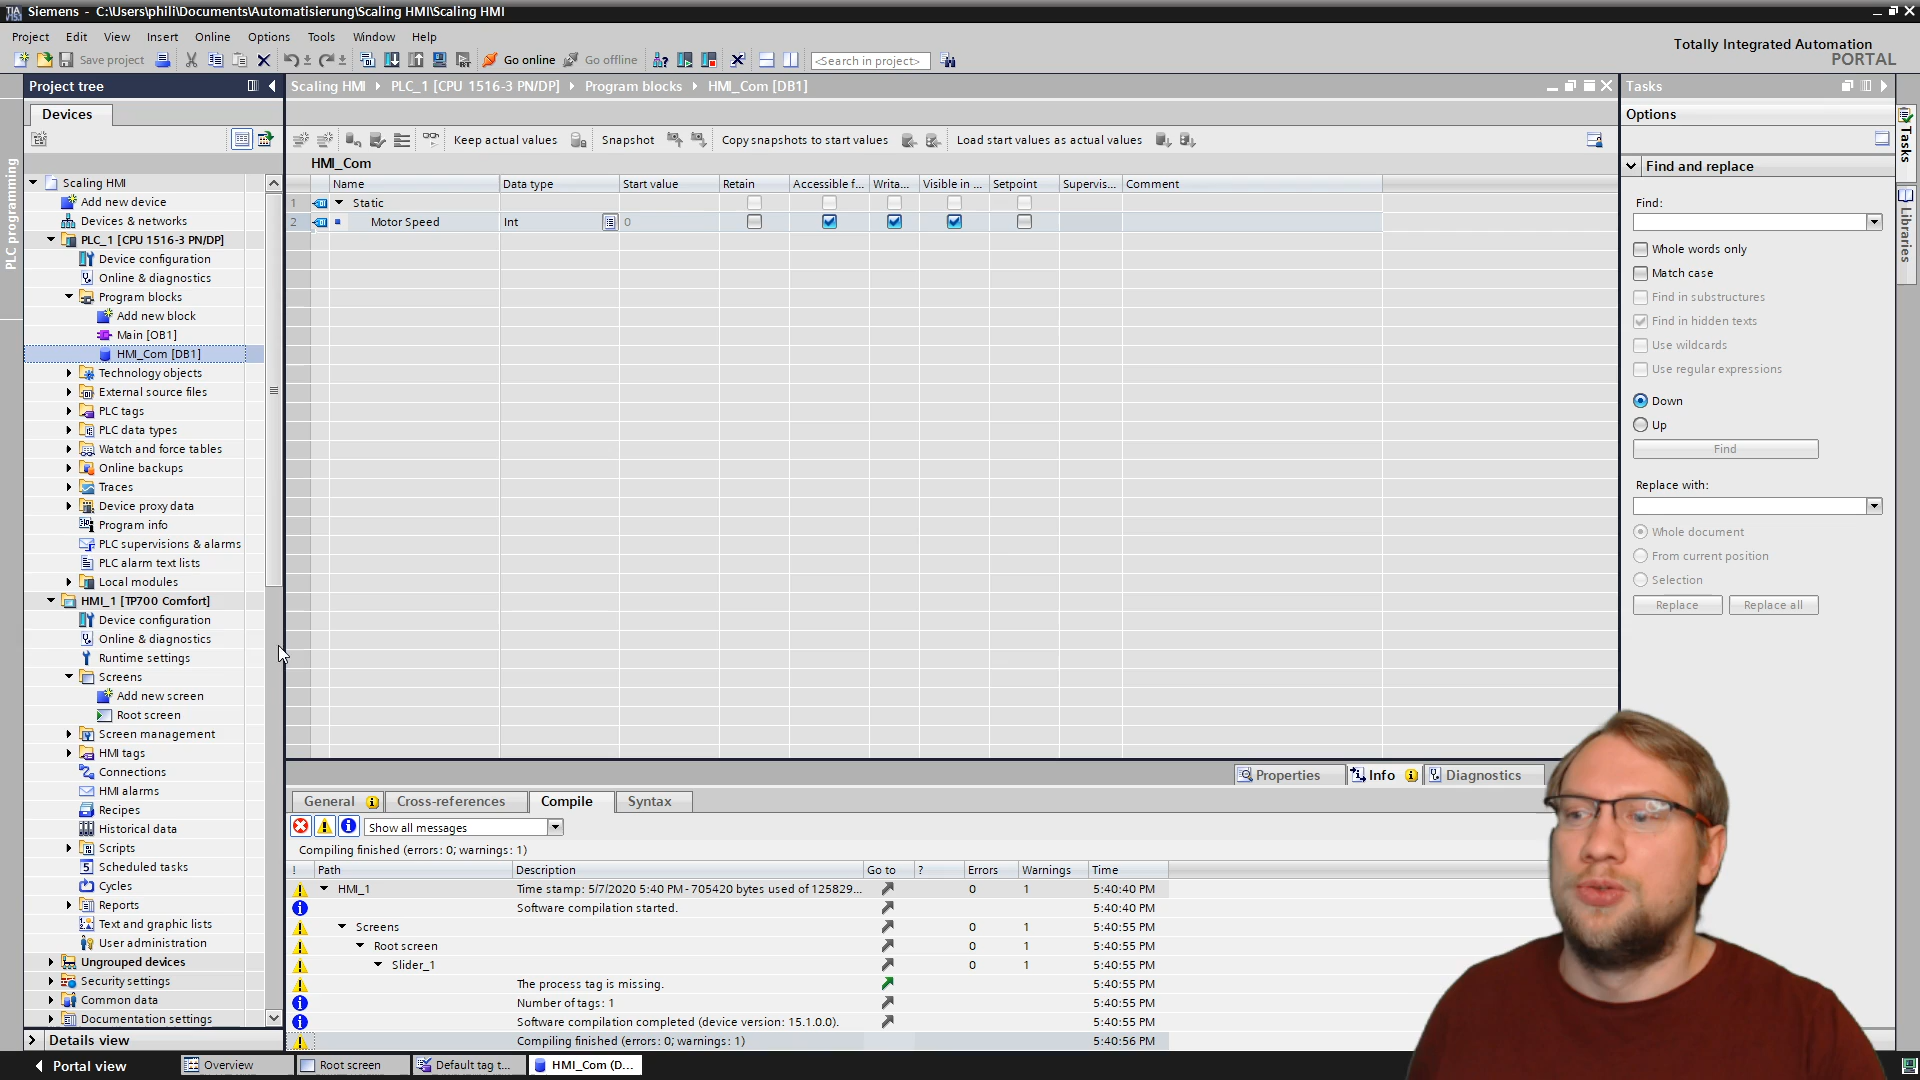 Siemens - C:\Users\phili\Documents\Automatisierung\Scaling HMI\Scaling HMI
Project Edit View Insert Online Options Tools Window Help
Totally Integrated Automation
PORTAL
Save project Go online Go offline <Search in project>
Project tree
Scaling HMI PLC_1 [CPU 1516-3 PN/DP] Program blocks HMI_Com [DB1]
Tasks
Devices
Options
Keep actual values Snapshot Copy snapshots to start values Load start values as actual values
HMI_Com
Name Data type Start value Retain Accessible f... Writa... Visible in ... Setpoint Supervis... Comment
1 Static
2 Motor Speed Int 0
PLC programming
Scaling HMI
Add new device
Devices & networks
PLC_1 [CPU 1516-3 PN/DP]
Device configuration
Online & diagnostics
Program blocks
Add new block
Main [OB1]
HMI_Com [DB1]
Technology objects
External source files
PLC tags
PLC data types
Watch and force tables
Online backups
Traces
Device proxy data
Program info
PLC supervisions & alarms
PLC alarm text lists
Local modules
HMI_1 [TP700 Comfort]
Device configuration
Online & diagnostics
Runtime settings
Screens
Add new screen
Root screen
Screen management
HMI tags
Connections
HMI alarms
Recipes
Historical data
Scripts
Scheduled tasks
Cycles
Reports
Text and graphic lists
User administration
Ungrouped devices
Security settings
Common data
Documentation settings
Details view
Find and replace
Find:
Whole words only
Match case
Find in substructures
Find in hidden texts
Use wildcards
Use regular expressions
Down
Up
Find
Replace with:
Whole document
From current position
Selection
Replace Replace all
Tasks
Libraries
Properties Info Diagnostics
General Cross-references Compile Syntax
Show all messages
Compiling finished (errors: 0; warnings: 1)
! Path Description Go to ? Errors Warnings Time
HMI_1 Time stamp: 5/7/2020 5:40 PM - 705420 bytes used of 125829... 0 1 5:40:40 PM
Software compilation started. 5:40:40 PM
Screens 0 1 5:40:55 PM
Root screen 0 1 5:40:55 PM
Slider_1 0 1 5:40:55 PM
The process tag is missing. 5:40:55 PM
Number of tags: 1 5:40:55 PM
Software compilation completed (device version: 15.1.0.0). 5:40:55 PM
Compiling finished (errors: 0; warnings: 1) 5:40:56 PM
Portal view Overview Root screen Default tag t... HMI_Com (D...